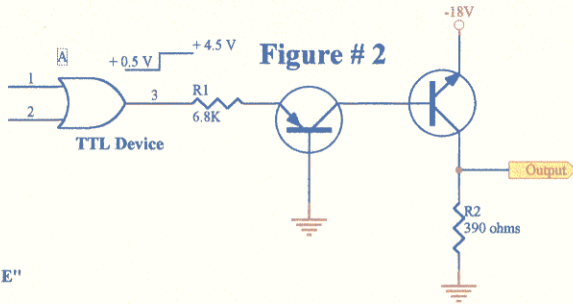 -18V
+ 4.5 V
+ 0.5 V
Figure # 2
A
1
2
3
R1
6.8K
TTL Device
Output
R2
390 ohms
E"